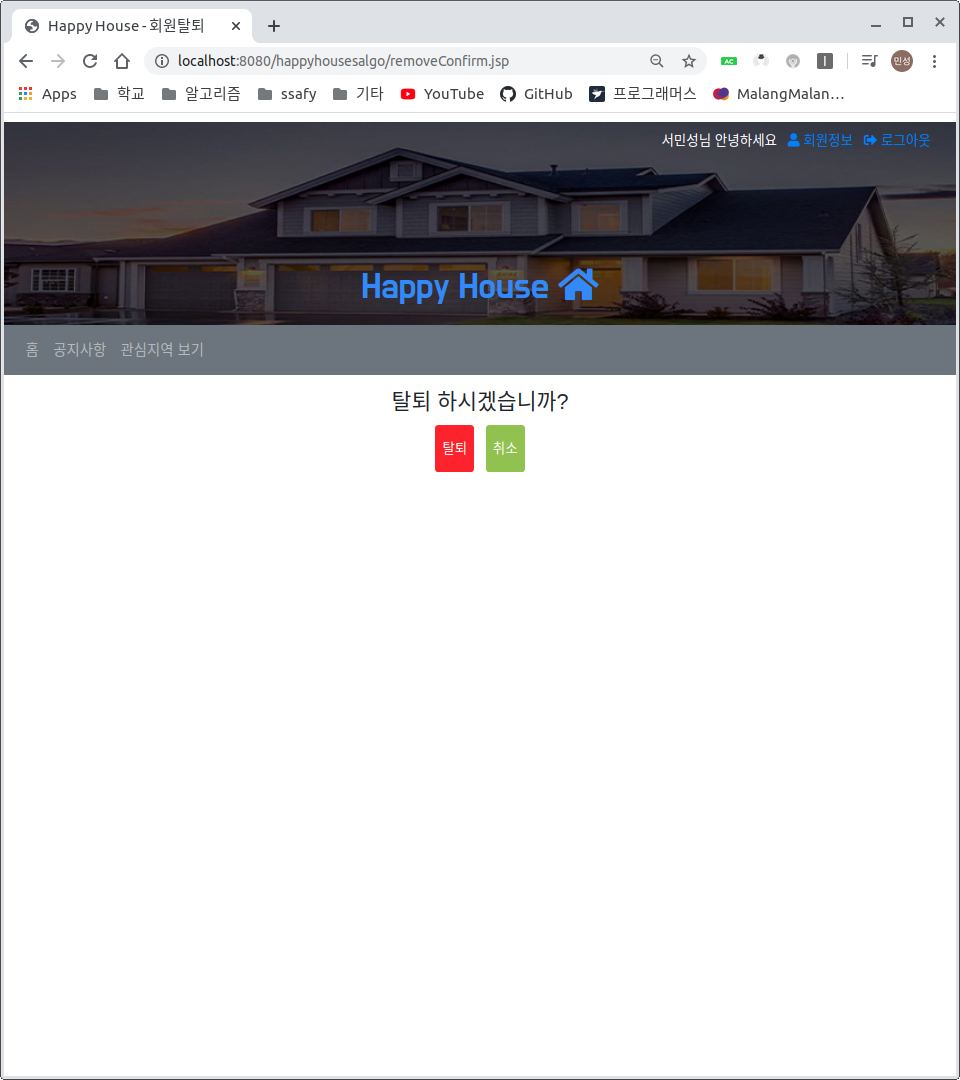 Happy House - 회원탈퇴
localhost:8080/happyhousesalgo/removeConfirm.jsp
AC
민성
Apps 학교 알고리즘 ssafy 기타 YouTube GitHub 프로그래머스 MalangMalan…
서민성님 안녕하세요 회원정보 로그아웃
Happy House
홈 공지사항 관심지역 보기
탈퇴 하시겠습니까?
탈퇴 취소